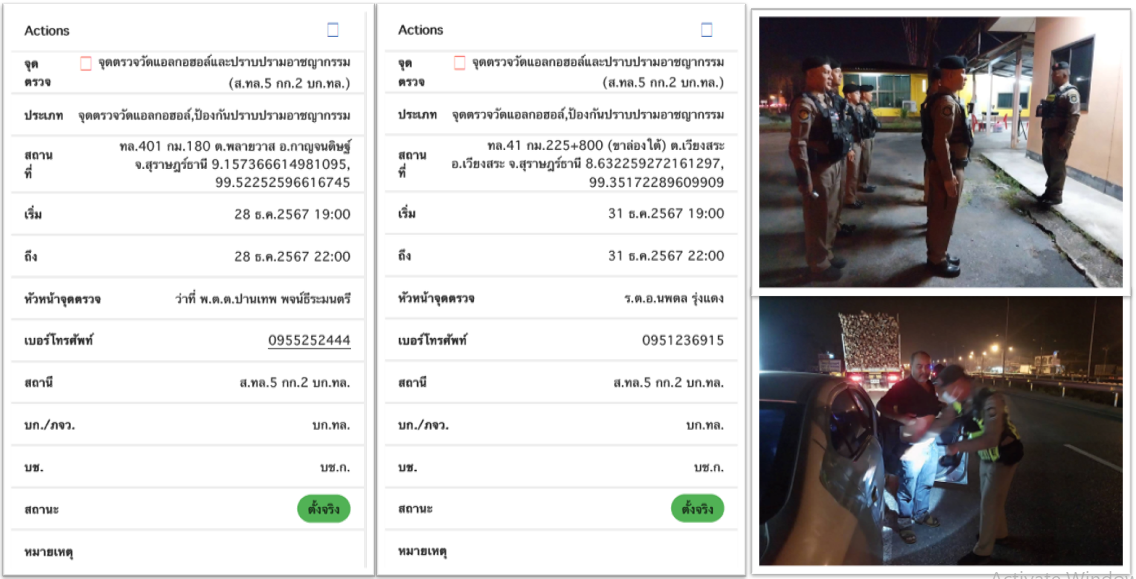 Actions
จุด จุดตรวจวัดแอลกอฮอล์และปราบปรามอาชญากรรม
ตรวจ (ส.ทล.5 กก.2 บก.ทล.)
ประเภท จุดตรวจวัดแอลกอฮอล์,ป้องกันปราบปรามอาชญากรรม
สถาน ทล.401 กม.180 ต.พลายวาส อ.กาญจนดิษฐ์
ที่ จ.สุราษฎร์ธานี 9.157366614981095,
99.52252596616745
เริ่ม 28 ธ.ค.2567 19:00
ถึง 28 ธ.ค.2567 22:00
หัวหน้าจุดตรวจ ว่าที่ พ.ต.ต.ปานเทพ พจน์ธีระมนตรี
เบอร์โทรศัพท์ 0955252444
สถานี ส.ทล.5 กก.2 บก.ทล.
บก./ภจว. บก.ทล.
บช. บช.ก.
สถานะ ตั้งจริง
หมายเหตุ
Actions
จุด จุดตรวจวัดแอลกอฮอล์และปราบปรามอาชญากรรม
ตรวจ (ส.ทล.5 กก.2 บก.ทล.)
ประเภท จุดตรวจวัดแอลกอฮอล์,ป้องกันปราบปรามอาชญากรรม
สถาน ทล.41 กม.225+800 (ขาล่องใต้) ต.เวียงสระ
ที่ อ.เวียงสระ จ.สุราษฎร์ธานี 8.632259272161297,
99.35172289609909
เริ่ม 31 ธ.ค.2567 19:00
ถึง 31 ธ.ค.2567 22:00
หัวหน้าจุดตรวจ ร.ต.อ.นพดล รุ่งแดง
เบอร์โทรศัพท์ 0951236915
สถานี ส.ทล.5 กก.2 บก.ทล.
บก./ภจว. บก.ทล.
บช. บช.ก.
สถานะ ตั้งจริง
หมายเหตุ
Activate Window